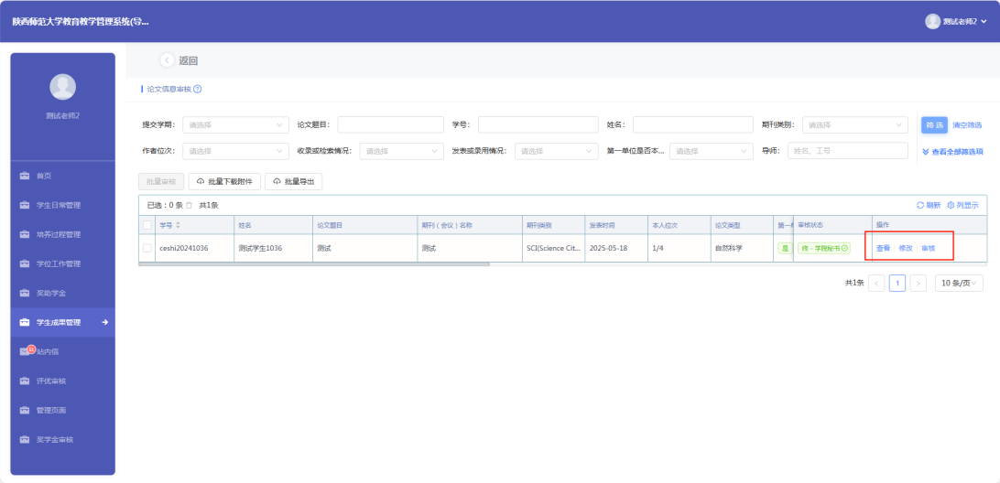 陕西师范大学教育教学管理系统(导...
测试老师2
返回
测试老师2
论文信息审核
提交学期: 请选择 论文题目: 学号: 姓名: 期刊类别: 请选择 筛选 清空筛选
作者位次: 请选择 收录或检索情况: 请选择 发表或录用情况: 请选择 第一单位是否本... 请选择 导师: 姓名、工号 查看全部筛选项
批量审核 批量下载附件 批量导出
已选:0条 共1条 刷新 列显示
学号 姓名 论文题目 期刊(会议)名称 期刊类别 发表时间 本人位次 论文类型 第一 审核状态 操作
ceshi20241036 测试学生1036 测试 测试 SCI(Science Cit... 2025-05-18 1/4 自然科学 是 待 - 学院秘书 查看 修改 审核
共1条 < 1 > 10 条/页
首页
学生日常管理
培养过程管理
学位工作管理
奖助学金
学生成果管理
站内信
评优审核
管理页面
奖学金审核